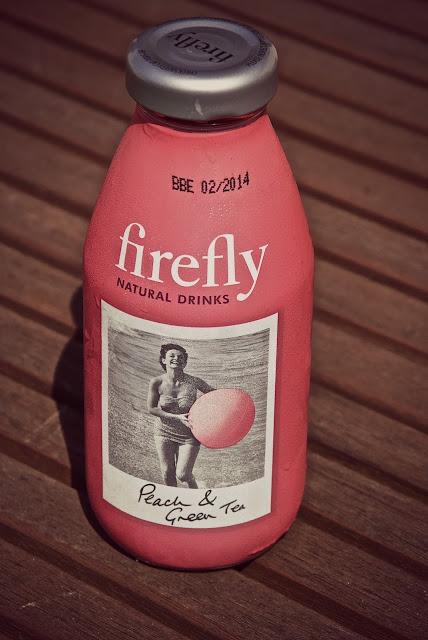 firefly
BBE 02/2014
firefly
NATURAL DRINKS
Peach &
Green Tea